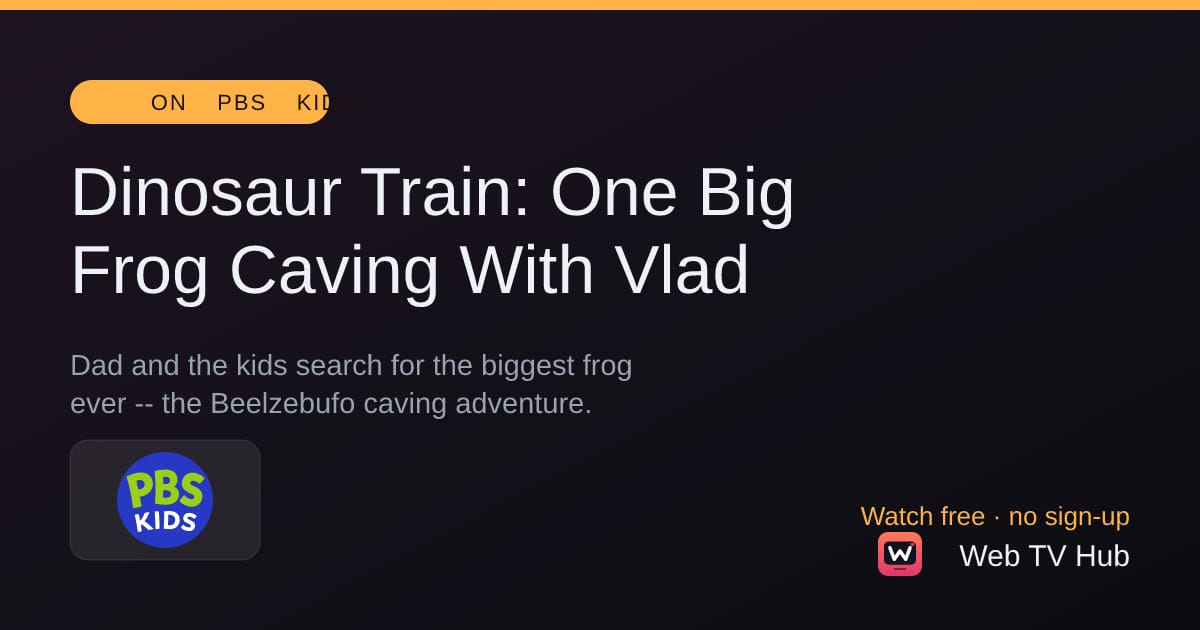 ON PBS KIDS
Dinosaur Train: One Big
Frog Caving With Vlad
Dad and the kids search for the biggest frog
ever -- the Beelzebufo caving adventure.
PBS
KIDS
Watch free · no sign-up
W
Web TV Hub